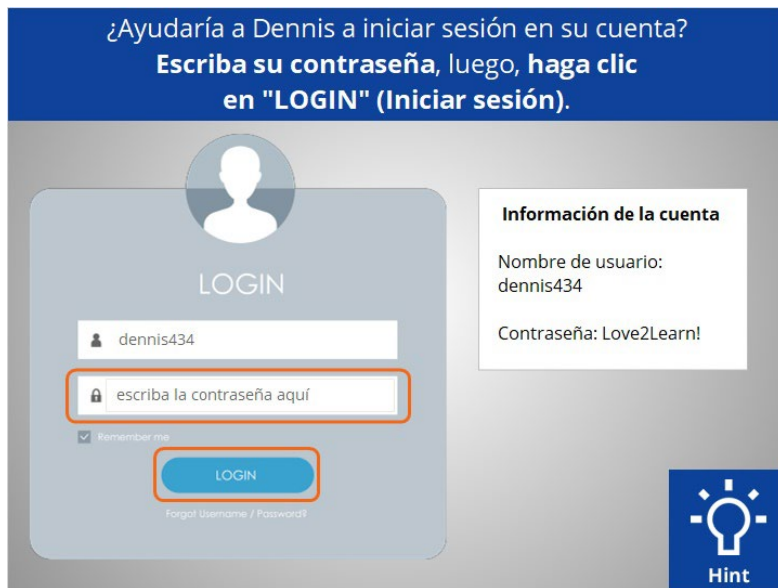 ¿Ayudaría a Dennis a iniciar sesión en su cuenta?
Escriba su contraseña, luego, haga clic
en "LOGIN" (Iniciar sesión).
LOGIN
dennis434
escriba la contraseña aquí
Remember me
LOGIN
Forgot Username / Password?
Información de la cuenta
Nombre de usuario:
dennis434
Contraseña: Love2Learn!
Hint